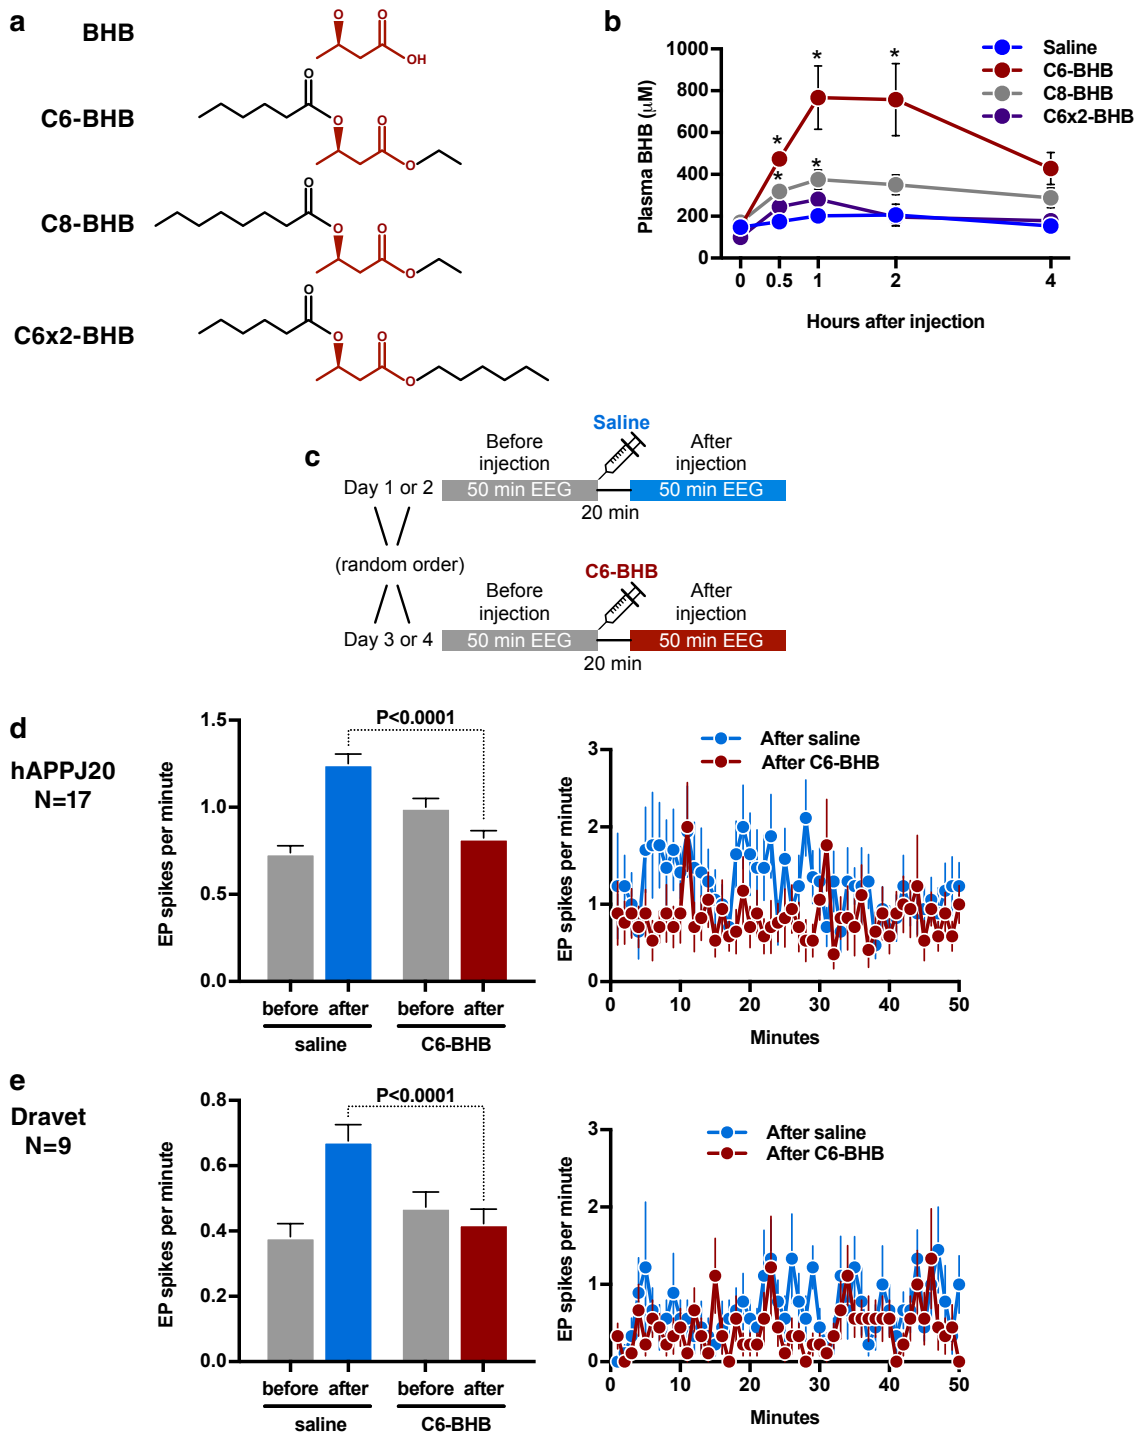 a
BHB
O
O
OH
C6-BHB
O
O
O
O
C8-BHB
O
O
O
O
C6x2-BHB
O
O
O
O
b
1000
800
600
400
200
0
Plasma BHB (μM)
*
*
*
*
*
Saline
C6-BHB
C8-BHB
C6x2-BHB
0 0.5 1 2 4
Hours after injection
c
Saline
Before injection
After injection
Day 1 or 2
50 min EEG
50 min EEG
20 min
(random order)
C6-BHB
Before injection
After injection
Day 3 or 4
50 min EEG
50 min EEG
20 min
d
hAPPJ20
N=17
EP spikes per minute
1.5
1.0
0.5
0.0
P<0.0001
before after before after
saline C6-BHB
After saline
After C6-BHB
EP spikes per minute
3
2
1
0
0 10 20 30 40 50
Minutes
e
Dravet
N=9
EP spikes per minute
0.8
0.6
0.4
0.2
0.0
P<0.0001
before after before after
saline C6-BHB
After saline
After C6-BHB
EP spikes per minute
3
2
1
0
0 10 20 30 40 50
Minutes